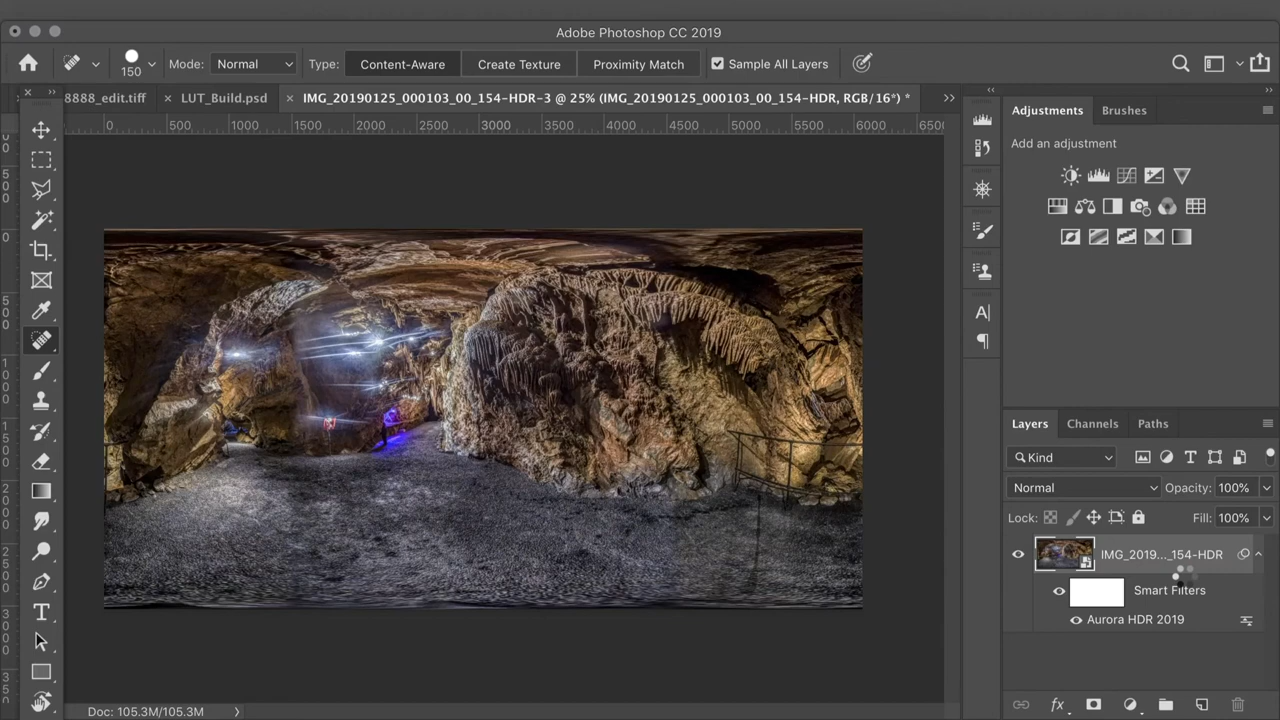 Adobe Photoshop CC 2019
150
Mode: Normal
Type: Content-Aware Create Texture Proximity Match
Sample All Layers
8888_edit.tiff
× LUT_Build.psd
× IMG_20190125_000103_00_154-HDR-3 @ 25% (IMG_20190125_000103_00_154-HDR, RGB/16*) *
0 500 1000 1500 2000 2500 3000 3500 4000 4500 5000 5500 6000 6500
Adjustments Brushes
Add an adjustment
Layers Channels Paths
Kind
Normal Opacity: 100%
Lock: Fill: 100%
IMG_2019..._154-HDR
Smart Filters
Aurora HDR 2019
fx
Doc: 105.3M/105.3M